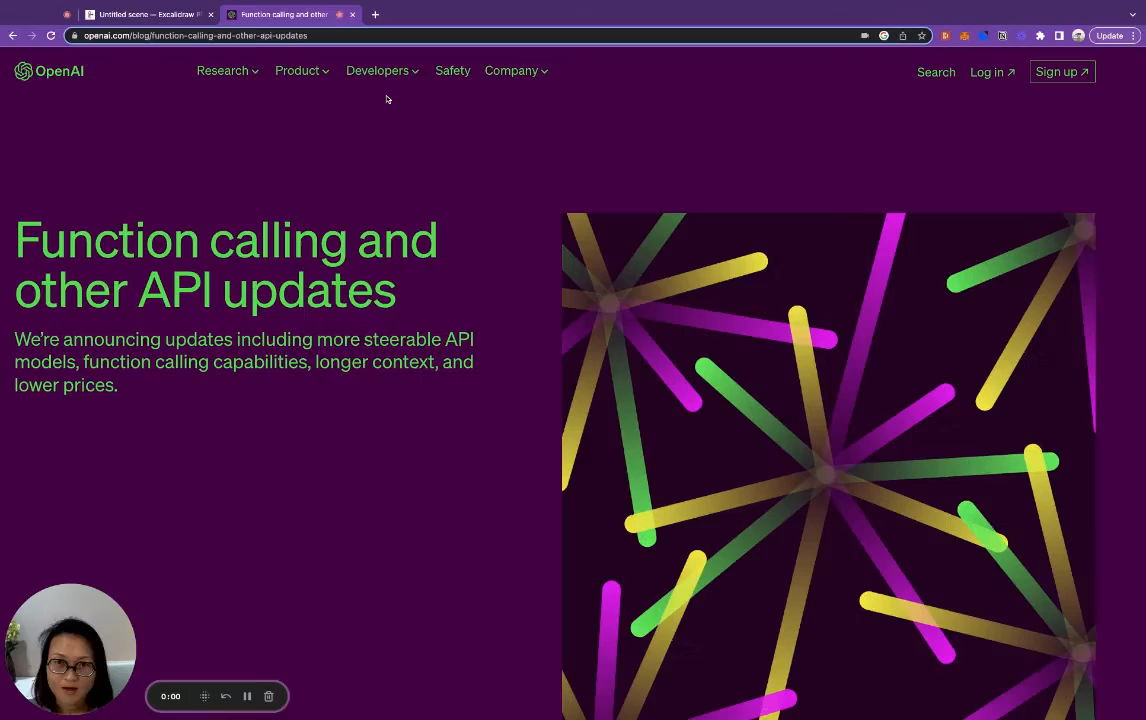 Untitled scene — Excalidraw
Function calling and other
openai.com/blog/function-calling-and-other-api-updates
Update
OpenAI
Research
Product
Developers
Safety
Company
Search
Log in ↗
Sign up ↗
Function calling and
other API updates
We're announcing updates including more steerable API
models, function calling capabilities, longer context, and
lower prices.
0:00